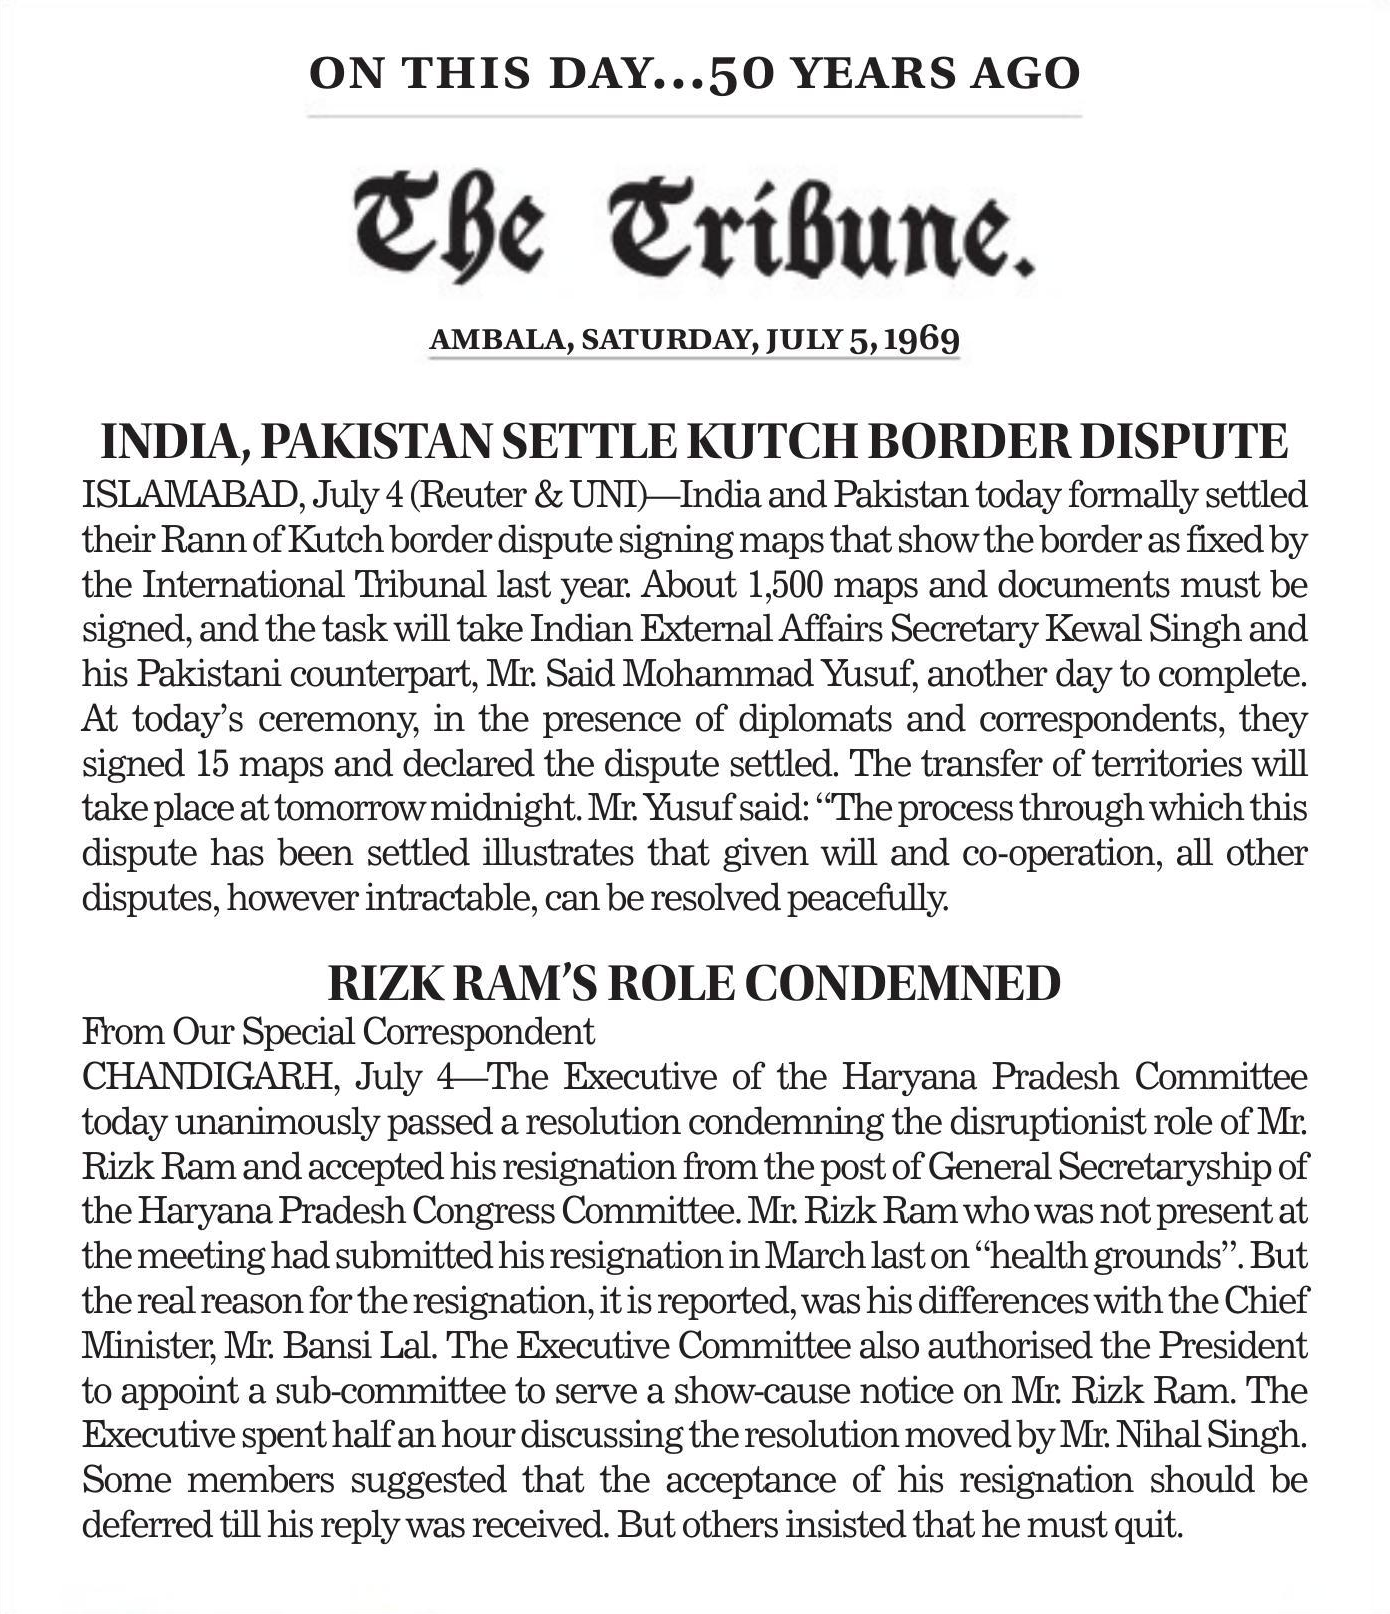 ON THIS DAY...50 YEARS AGO
The Tribune.
AMBALA, SATURDAY, JULY 5, 1969
INDIA, PAKISTAN SETTLE KUTCH BORDER DISPUTE
ISLAMABAD, July 4 (Reuter & UNI)—India and Pakistan today formally settled
their Rann of Kutch border dispute signing maps that show the border as fixed by
the International Tribunal last year. About 1,500 maps and documents must be
signed, and the task will take Indian External Affairs Secretary Kewal Singh and
his Pakistani counterpart, Mr. Said Mohammad Yusuf, another day to complete.
At today’s ceremony, in the presence of diplomats and correspondents, they
signed 15 maps and declared the dispute settled. The transfer of territories will
take place at tomorrow midnight. Mr. Yusuf said: “The process through which this
dispute has been settled illustrates that given will and co-operation, all other
disputes, however intractable, can be resolved peacefully.
RIZK RAM’S ROLE CONDEMNED
From Our Special Correspondent
CHANDIGARH, July 4—The Executive of the Haryana Pradesh Committee
today unanimously passed a resolution condemning the disruptionist role of Mr.
Rizk Ram and accepted his resignation from the post of General Secretaryship of
the Haryana Pradesh Congress Committee. Mr. Rizk Ram who was not present at
the meeting had submitted his resignation in March last on “health grounds”. But
the real reason for the resignation, it is reported, was his differences with the Chief
Minister, Mr. Bansi Lal. The Executive Committee also authorised the President
to appoint a sub-committee to serve a show-cause notice on Mr. Rizk Ram. The
Executive spent half an hour discussing the resolution moved by Mr. Nihal Singh.
Some members suggested that the acceptance of his resignation should be
deferred till his reply was received. But others insisted that he must quit.